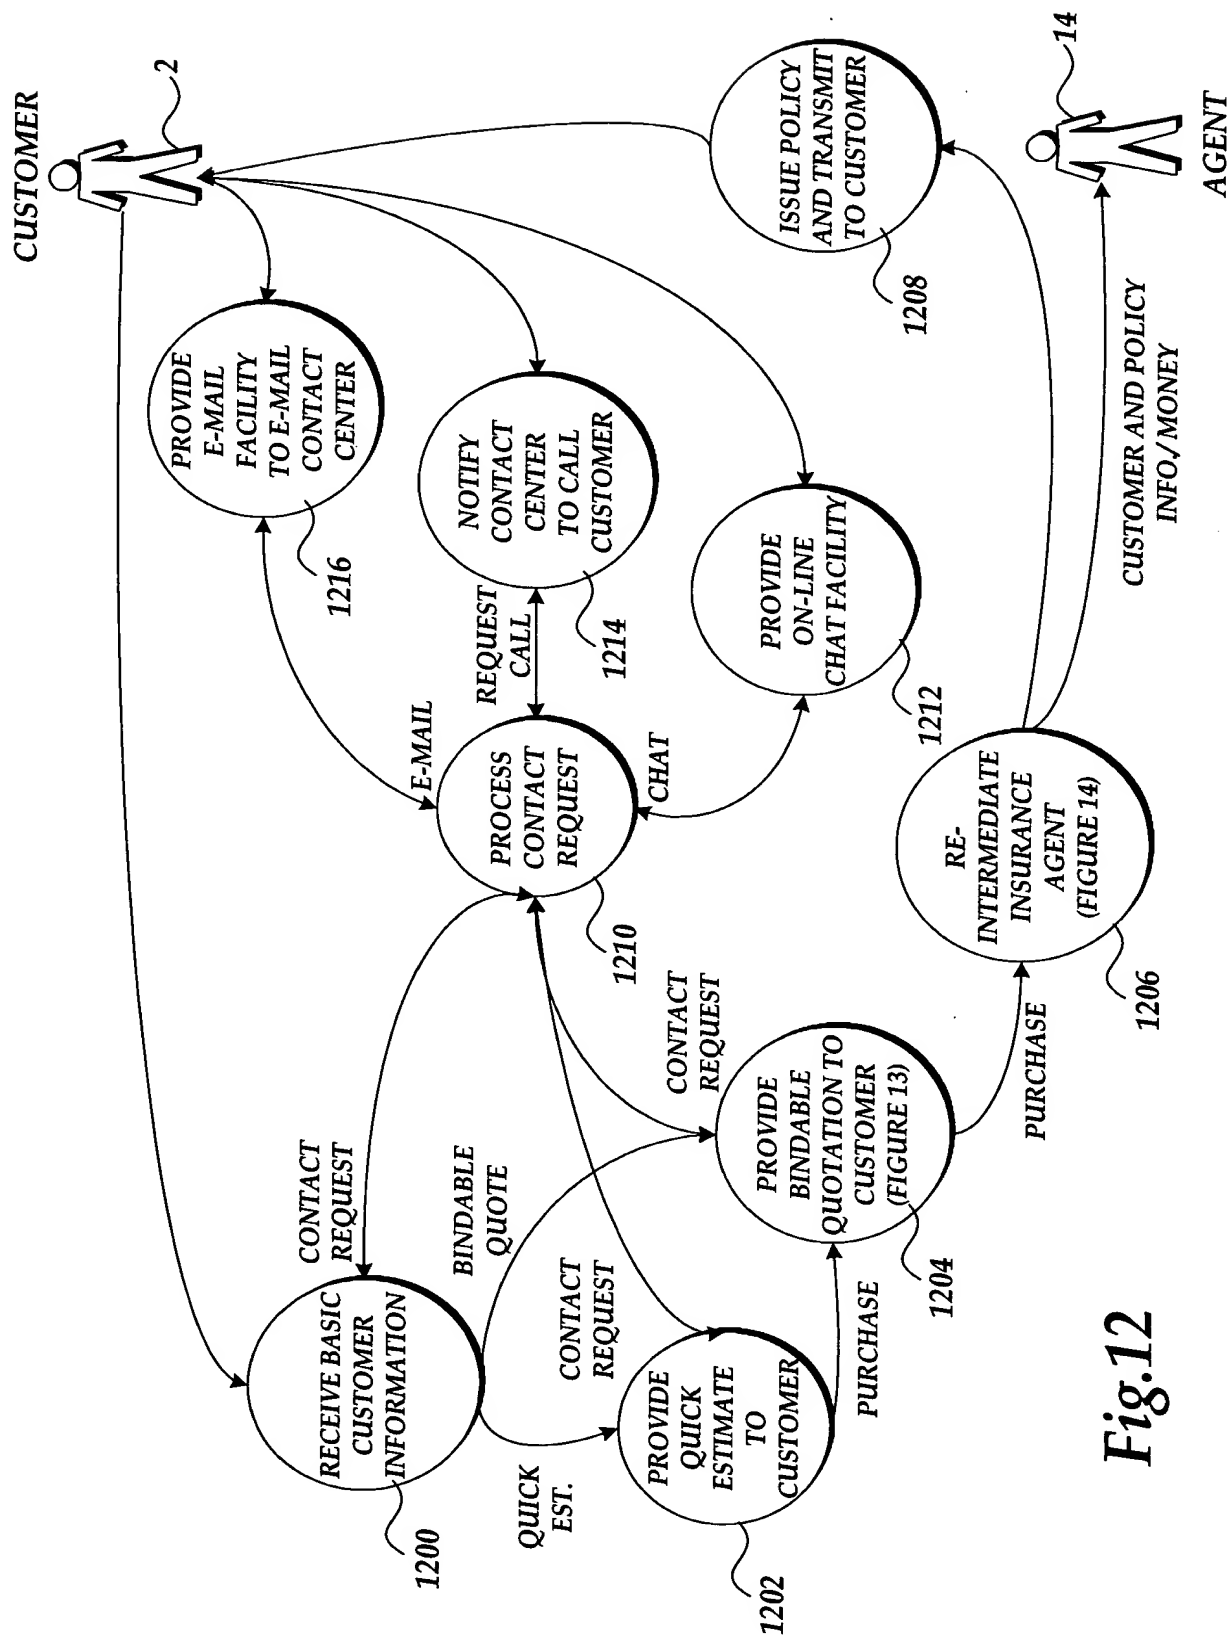 CUSTOMER
2
PROVIDE
E-MAIL
FACILITY
TO E-MAIL
CONTACT
CENTER
1216
NOTIFY
CONTACT
CENTER
TO CALL
CUSTOMER
1214
PROVIDE
ON-LINE
CHAT FACILITY
1212
ISSUE POLICY
AND TRANSMIT
TO CUSTOMER
1208
14
AGENT
CUSTOMER AND POLICY
INFO./MONEY
E-MAIL
REQUEST
CALL
CHAT
PROCESS
CONTACT
REQUEST
1210
RE-
INTERMEDIATE
INSURANCE
AGENT
(FIGURE 14)
1206
CONTACT
REQUEST
CONTACT
REQUEST
CONTACT
REQUEST
BINDABLE
QUOTE
PROVIDE
BINDABLE
QUOTATION TO
CUSTOMER
(FIGURE 13)
1204
PURCHASE
RECEIVE BASIC
CUSTOMER
INFORMATION
1200
QUICK
EST.
PROVIDE
QUICK
ESTIMATE
TO
CUSTOMER
1202
PURCHASE
Fig.12